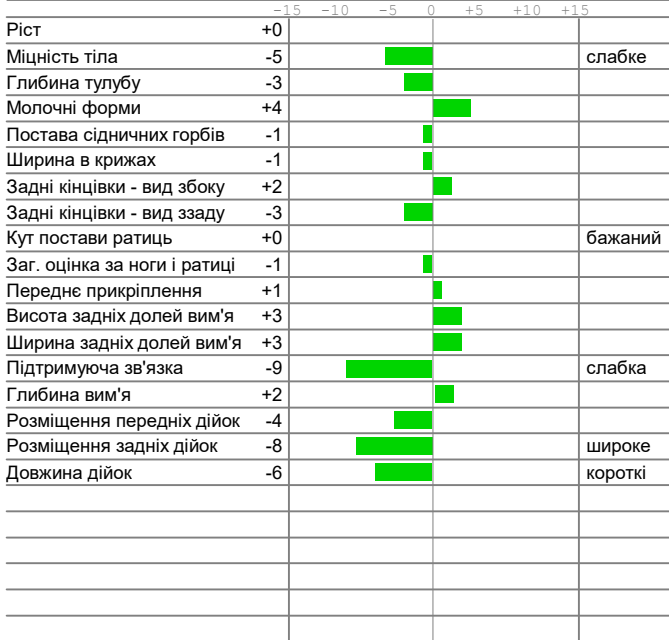 -15 -10 -5 0 +5 +10 +15
Ріст +0
Міцність тіла -5 слабке
Глибина тулубу -3
Молочні форми +4
Постава сідничних горбів -1
Ширина в крижах -1
Задні кінцівки - вид збоку +2
Задні кінцівки - вид ззаду -3
Кут постави ратиць +0 бажаний
Заг. оцінка за ноги і ратиці -1
Переднє прикріплення +1
Висота задніх долей вим'я +3
Ширина задніх долей вим'я +3
Підтримуюча зв'язка -9 слабка
Глибина вим'я +2
Розміщення передніх дійок -4
Розміщення задніх дійок -8 широке
Довжина дійок -6 короткі